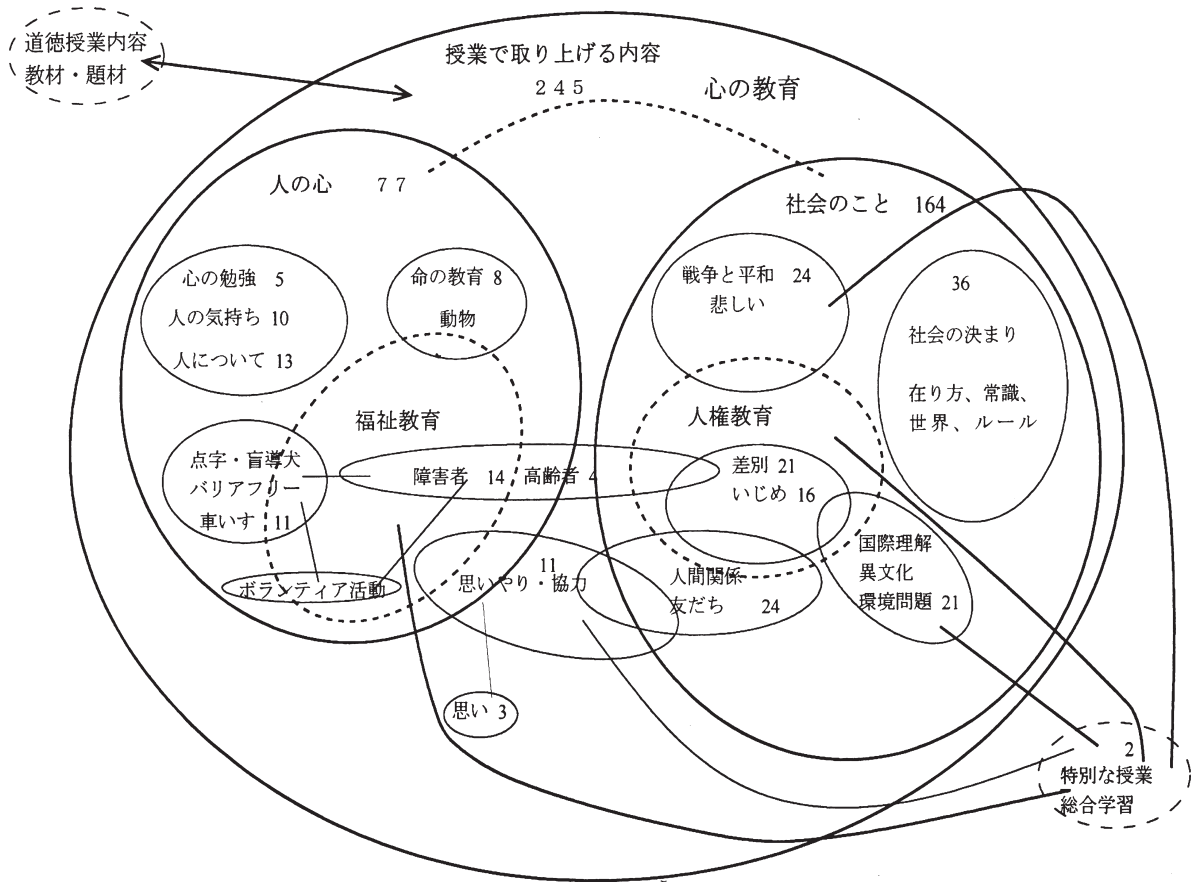 道徳授業内容
教材・題材
授業で取り上げる内容
245
心の教育
人の心 77
社会のこと 164
心の勉強 5
人の気持ち 10
人について 13
命の教育 8
動物
戦争と平和 24
悲しい
36
社会の決まり
在り方、常識、
世界、ルール
福祉教育
人権教育
点字・盲導犬
バリアフリー
車いす 11
障害者 14 高齢者 4
差別 21
いじめ 16
ボランティア活動
11
思いやり・協力
人間関係
友だち 24
国際理解
異文化
環境問題 21
思い 3
2
特別な授業
総合学習